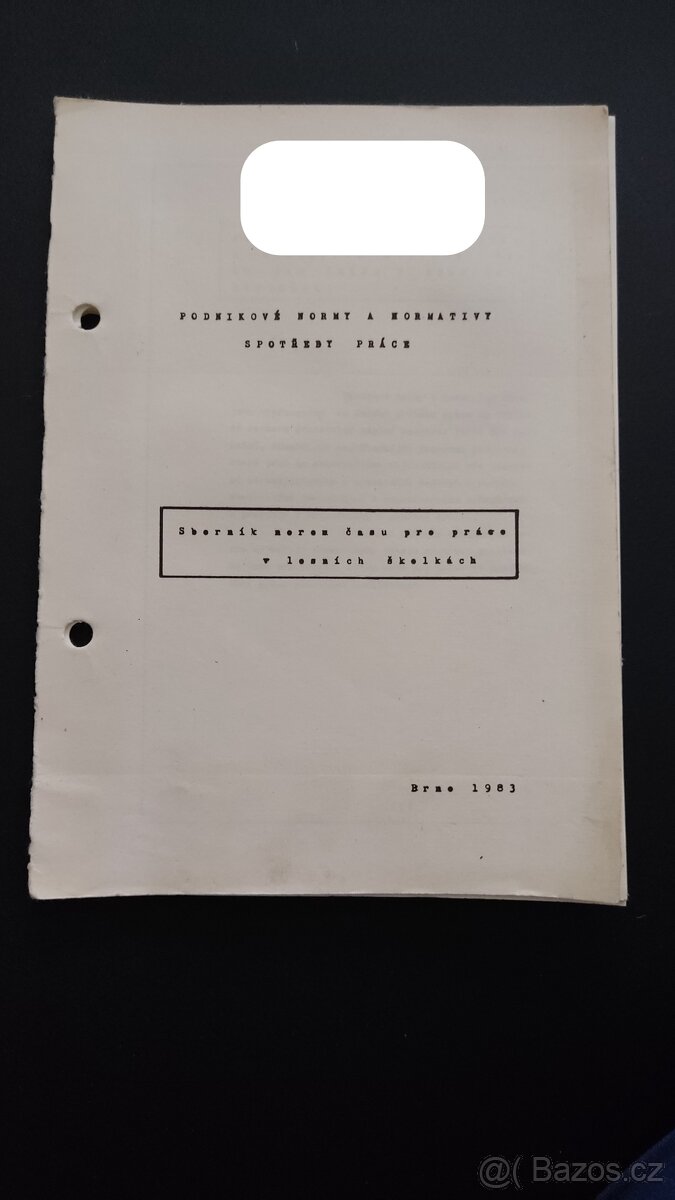 PODNIKOVÉ NORMY A NORMATIVY
SPOTŘEBY PRÁCE
Sborník norem času pro práce
v lesních školkách
Brno 1983
@( Bazos.cz